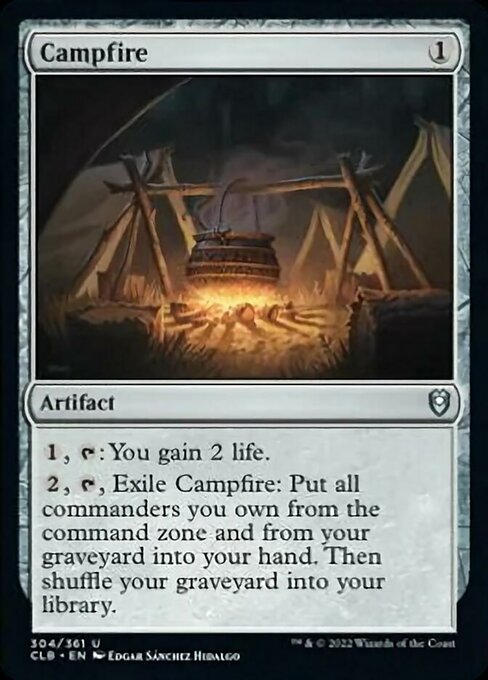 Campfire 1
Artifact
1, T: You gain 2 life.
2, T, Exile Campfire: Put all
commanders you own from the
command zone and from your
graveyard into your hand. Then
shuffle your graveyard into your
library.
304/361 U
™ & © 2022 Wizards of the Coast
CLB • EN Edgar Sánchez Hidalgo